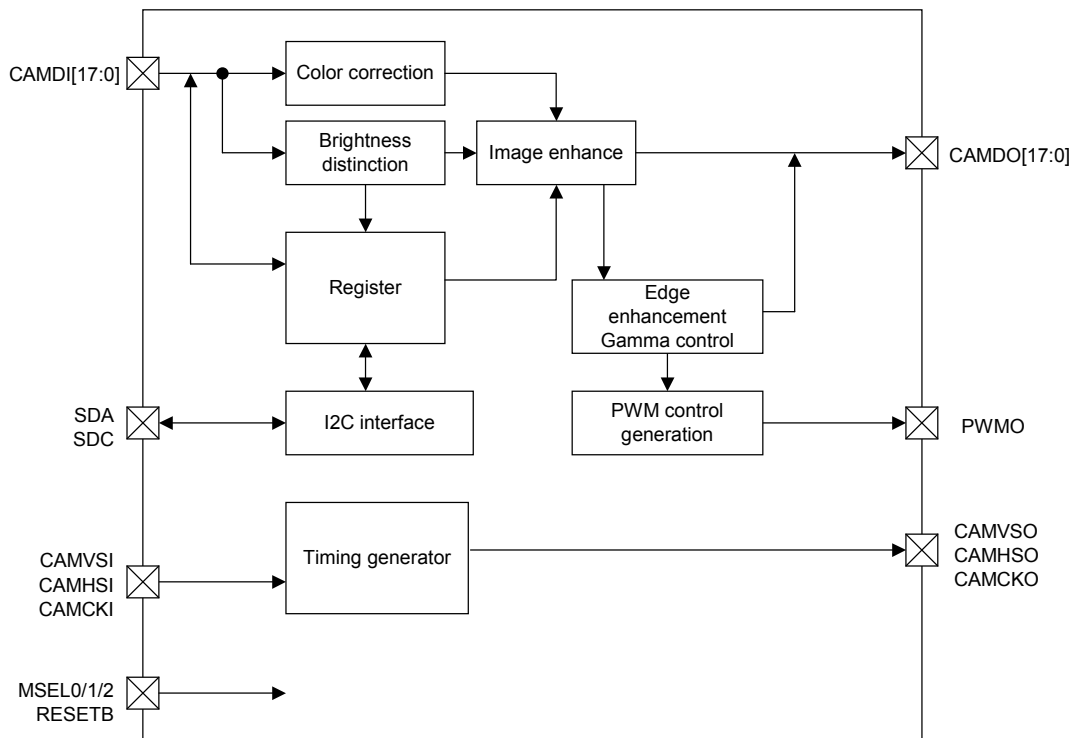 CAMDI[17:0]
Color correction
Brightness
distinction
Image enhance
CAMDO[17:0]
Register
Edge
enhancement
Gamma control
SDA
SDC
I2C interface
PWM control
generation
PWMO
CAMVSI
CAMHSI
CAMCKI
Timing generator
CAMVSO
CAMHSO
CAMCKO
MSEL0/1/2
RESETB